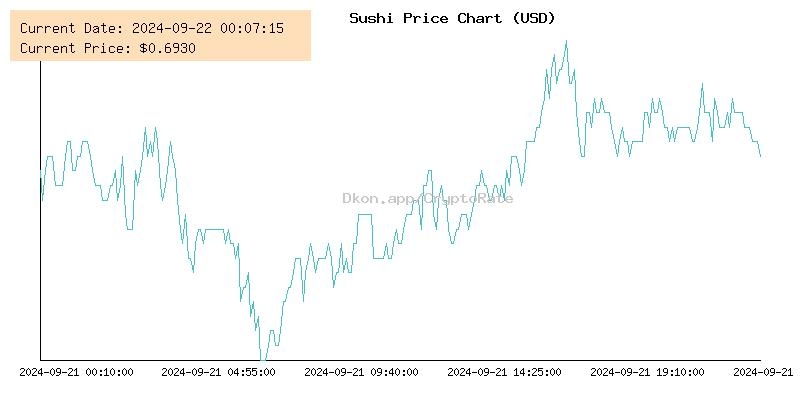 Sushi Price Chart (USD)
Current Date: 2024-09-22 00:07:15
Current Price: $0.6930
Dkon.app/CryptoRate
2024-09-21 00:10:00 2024-09-21 04:55:00 2024-09-21 09:40:00 2024-09-21 14:25:00 2024-09-21 19:10:00 2024-09-21